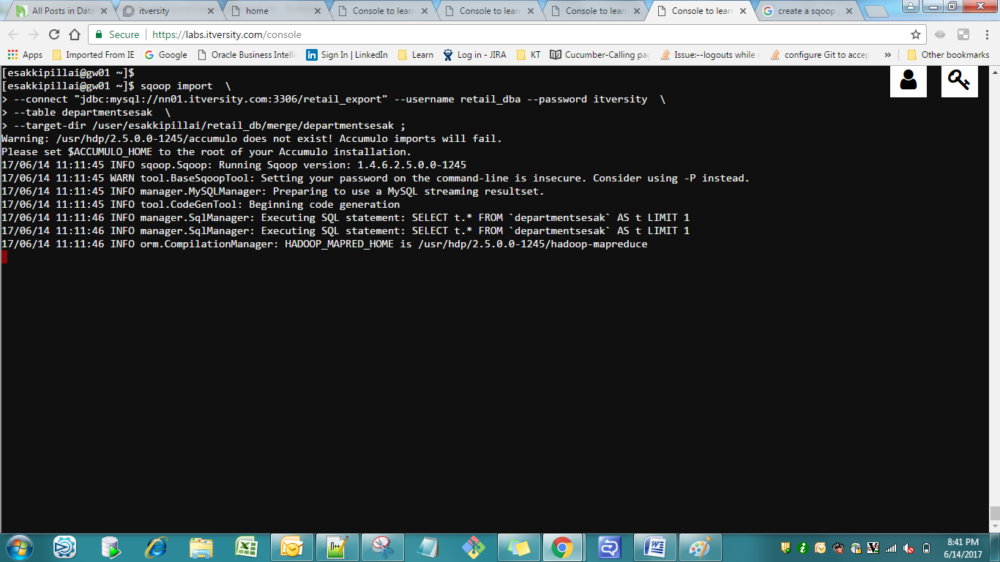 All Posts in Data
itversity
home
Console to learn
Console to learn
Console to learn
Console to learn
create a sqoop
Secure
https://labs.itversity.com/console
Apps
Imported From IE
Google
Oracle Business Intelli
Sign In | LinkedIn
Learn
Log in - JIRA
KT
Cucumber-Calling pag
Issue:--logouts while
configure Git to accep
»
Other bookmarks
[esakkipillai@gw01 ~]$
[esakkipillai@gw01 ~]$ sqoop import  \
> --connect "jdbc:mysql://nn01.itversity.com:3306/retail_export" --username retail_dba --password itversity  \
> --table departmentsesak  \
> --target-dir /user/esakkipillai/retail_db/merge/departmentsesak ;
Warning: /usr/hdp/2.5.0.0-1245/accumulo does not exist! Accumulo imports will fail.
Please set $ACCUMULO_HOME to the root of your Accumulo installation.
17/06/14 11:11:45 INFO sqoop.Sqoop: Running Sqoop version: 1.4.6.2.5.0.0-1245
17/06/14 11:11:45 WARN tool.BaseSqoopTool: Setting your password on the command-line is insecure. Consider using -P instead.
17/06/14 11:11:45 INFO manager.MySQLManager: Preparing to use a MySQL streaming resultset.
17/06/14 11:11:45 INFO tool.CodeGenTool: Beginning code generation
17/06/14 11:11:46 INFO manager.SqlManager: Executing SQL statement: SELECT t.* FROM `departmentsesak` AS t LIMIT 1
17/06/14 11:11:46 INFO manager.SqlManager: Executing SQL statement: SELECT t.* FROM `departmentsesak` AS t LIMIT 1
17/06/14 11:11:46 INFO orm.CompilationManager: HADOOP_MAPRED_HOME is /usr/hdp/2.5.0.0-1245/hadoop-mapreduce
8:41 PM
6/14/2017